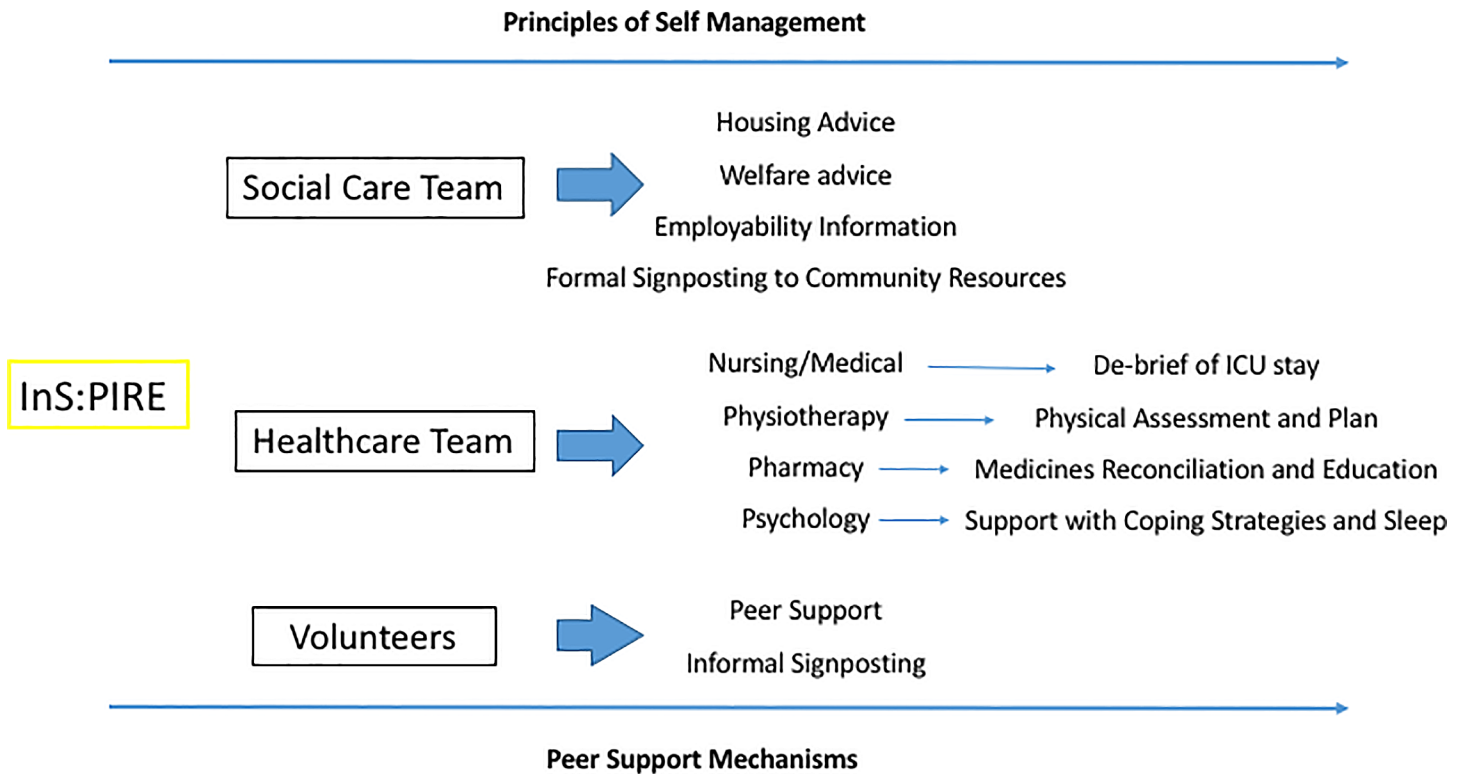 Principles of Self Management
Housing Advice
Social Care Team
Welfare advice
Employability Information
Formal Signposting to Community Resources
InS:PIRE
Nursing/Medical
De-brief of ICU stay
Healthcare Team
Physiotherapy
Physical Assessment and Plan
Pharmacy
Medicines Reconciliation and Education
Psychology
Support with Coping Strategies and Sleep
Volunteers
Peer Support
Informal Signposting
Peer Support Mechanisms